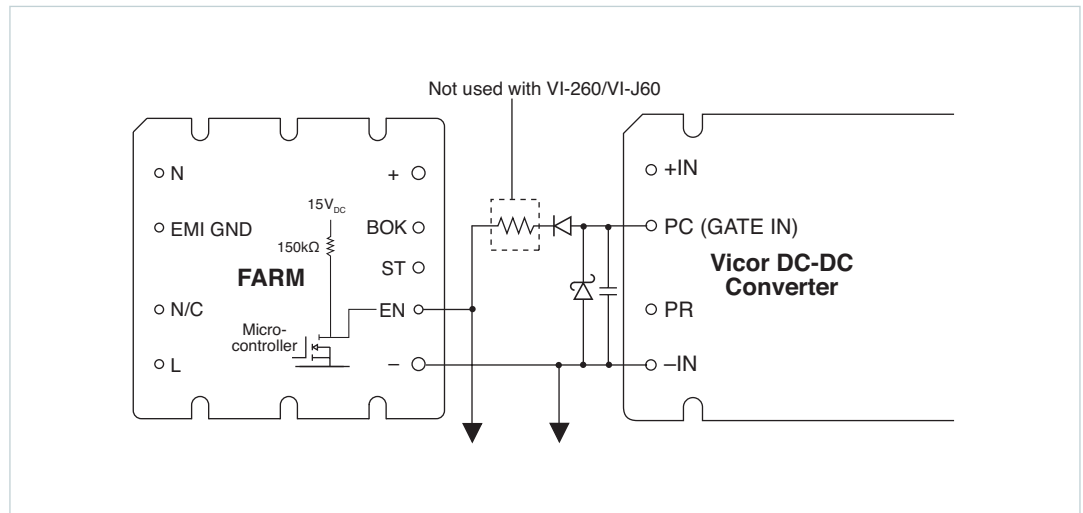 Not used with VI-260/VI-J60
N
EMI GND
N/C
L
15VDC
150kΩ
FARM
Micro-
controller
+
BOK
ST
EN
–
+IN
PC (GATE IN)
Vicor DC-DC
Converter
PR
–IN